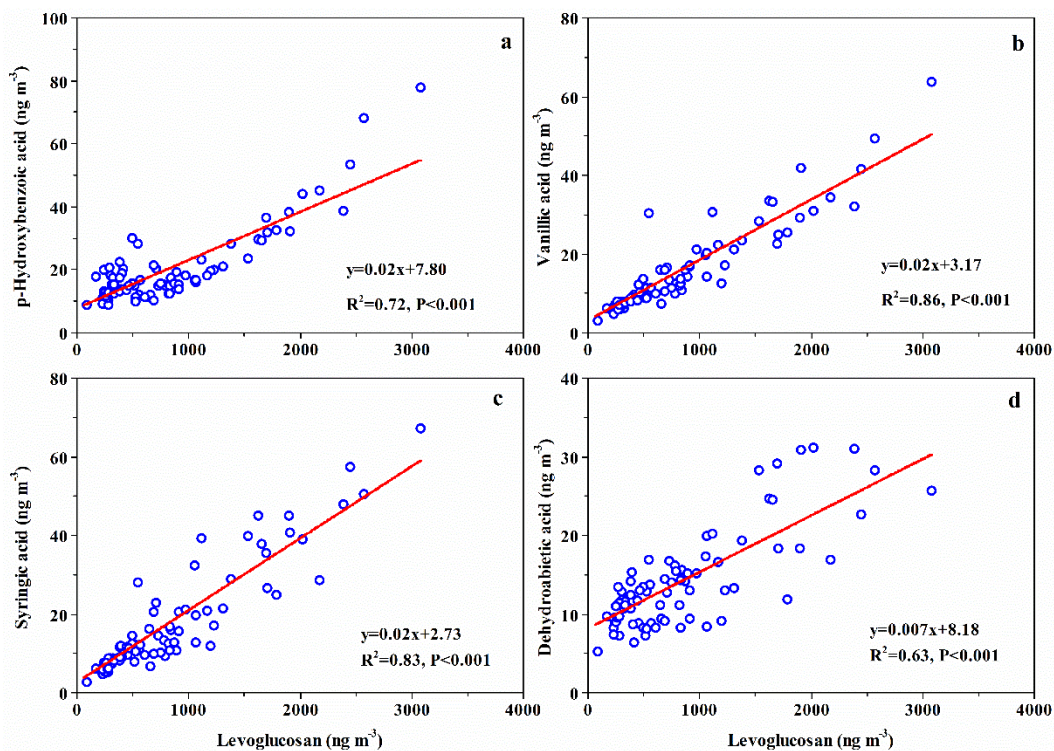 a
p-Hydroxybenzoic acid (ng m⁻³)
100
80
60
40
20
0
y=0.02x+7.80
R²=0.72, P<0.001
0 1000 2000 3000 4000
b
Vanillic acid (ng m⁻³)
80
60
40
20
0
y=0.02x+3.17
R²=0.86, P<0.001
0 1000 2000 3000 4000
c
Syringic acid (ng m⁻³)
80
60
40
20
0
y=0.02x+2.73
R²=0.83, P<0.001
0 1000 2000 3000 4000
Levoglucosan (ng m⁻³)
d
Dehydroabietic acid (ng m⁻³)
40
30
20
10
0
y=0.007x+8.18
R²=0.63, P<0.001
0 1000 2000 3000 4000
Levoglucosan (ng m⁻³)